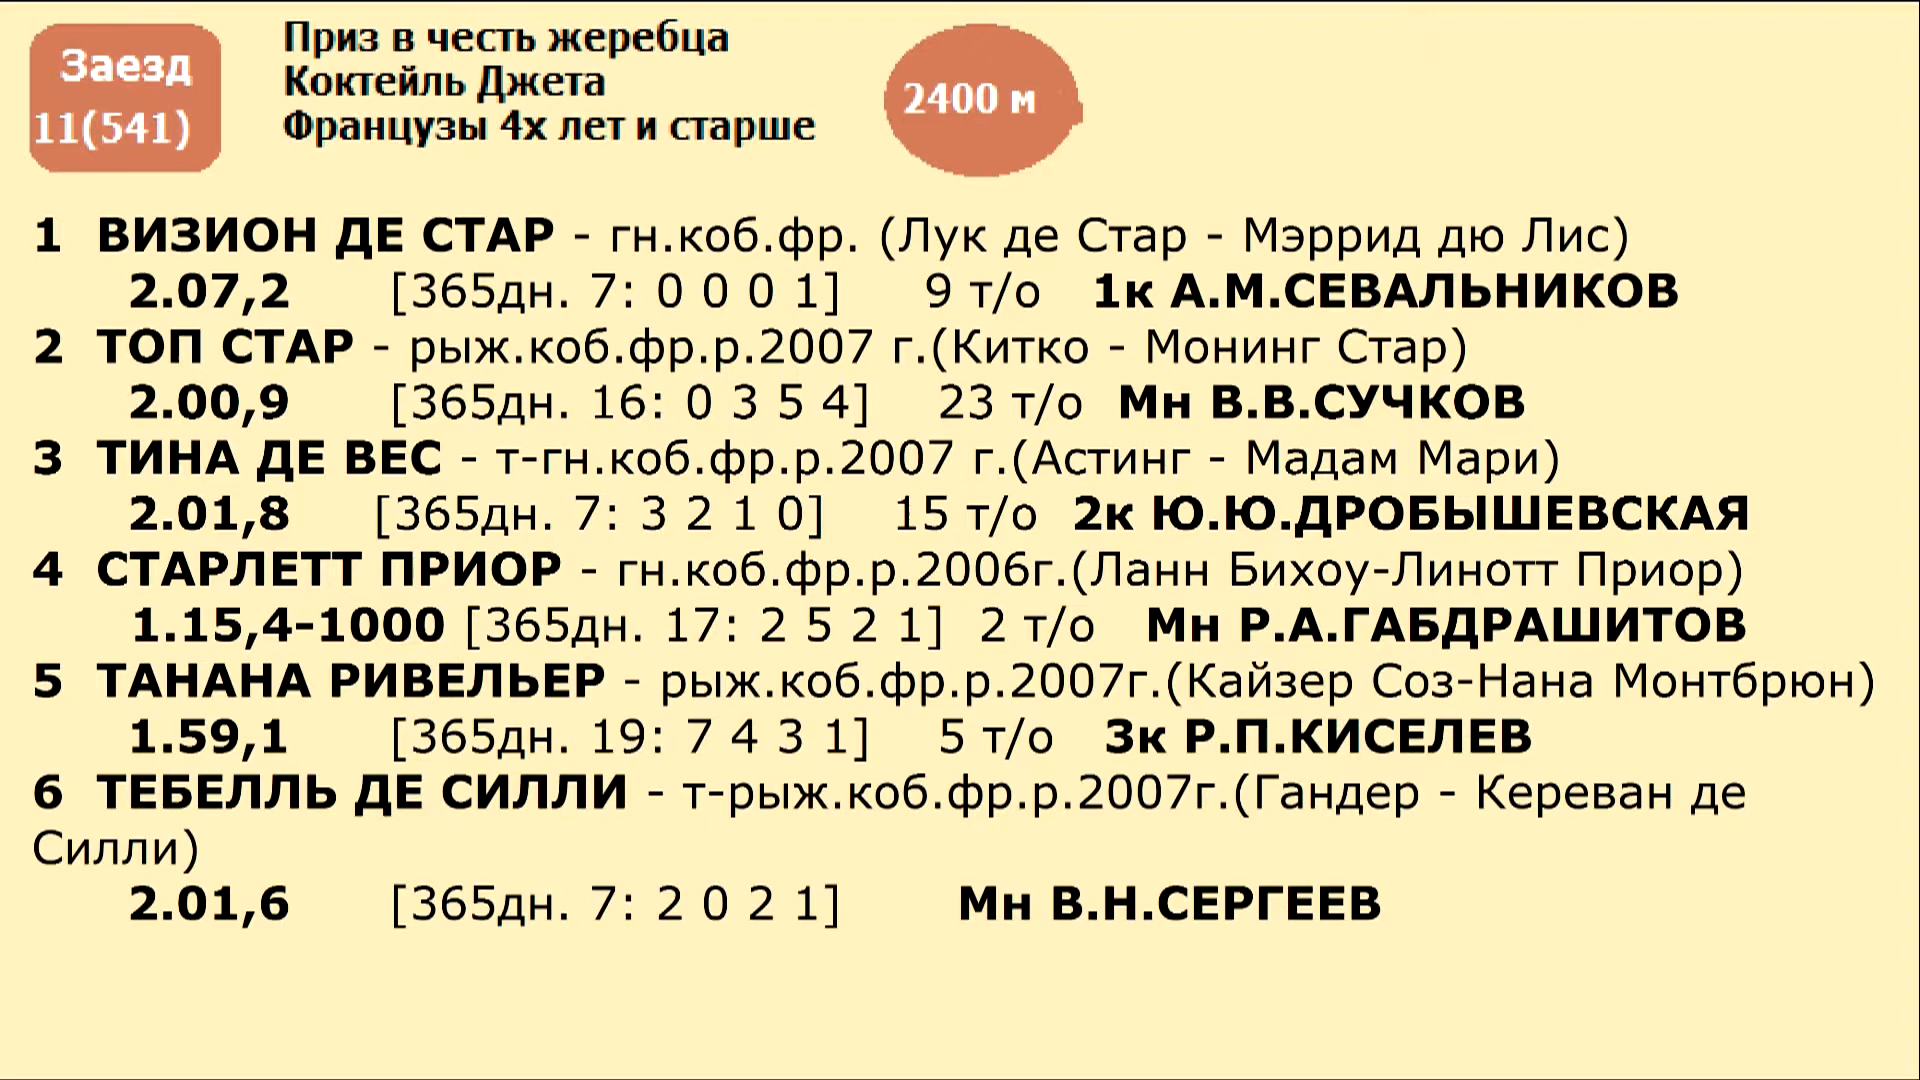 Заезд
11(541)
Приз в честь жеребца
Коктейль Джета
Французы 4х лет и старше
2400 м
1 ВИЗИОН ДЕ СТАР - гн.коб.фр. (Лук де Стар - Мэррид дю Лис)
2.07,2 [365дн. 7: 0 0 0 1] 9 т/о 1к А.М.СЕВАЛЬНИКОВ
2 ТОП СТАР - рыж.коб.фр.р.2007 г.(Китко - Монинг Стар)
2.00,9 [365дн. 16: 0 3 5 4] 23 т/о Мн В.В.СУЧКОВ
3 ТИНА ДЕ ВЕС - т-гн.коб.фр.р.2007 г.(Астинг - Мадам Мари)
2.01,8 [365дн. 7: 3 2 1 0] 15 т/о 2к Ю.Ю.ДРОБЫШЕВСКАЯ
4 СТАРЛЕТТ ПРИОР - гн.коб.фр.р.2006г.(Ланн Бихоу-Линотт Приор)
1.15,4-1000 [365дн. 17: 2 5 2 1] 2 т/о Мн Р.А.ГАБДРАШИТОВ
5 ТАНАНА РИВЕЛЬЕР - рыж.коб.фр.р.2007г.(Кайзер Соз-Нана Монтбрюн)
1.59,1 [365дн. 19: 7 4 3 1] 5 т/о 3к Р.П.КИСЕЛЕВ
6 ТЕБЕЛЛЬ ДЕ СИЛЛИ - т-рыж.коб.фр.р.2007г.(Гандер - Кереван де
Силли)
2.01,6 [365дн. 7: 2 0 2 1] Мн В.Н.СЕРГЕЕВ